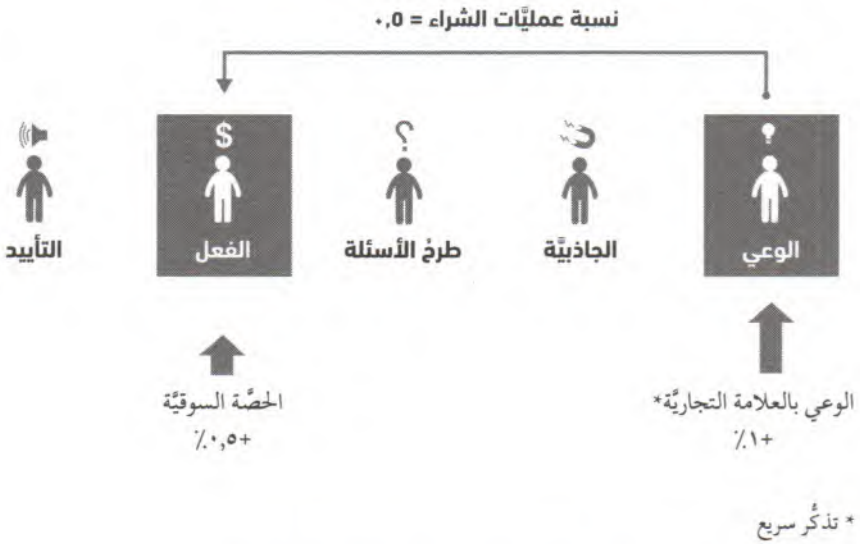 نسبة عمليَّات الشراء = ٠,٥
الوعي
الجاذبيَّة
طرحُ الأسئلة
الفعل
التأييد
الوعي بالعلامة التجاريَّة*
+١٪
الحصَّة السوقيَّة
+٠,٥٪
* تذكُّر سريع